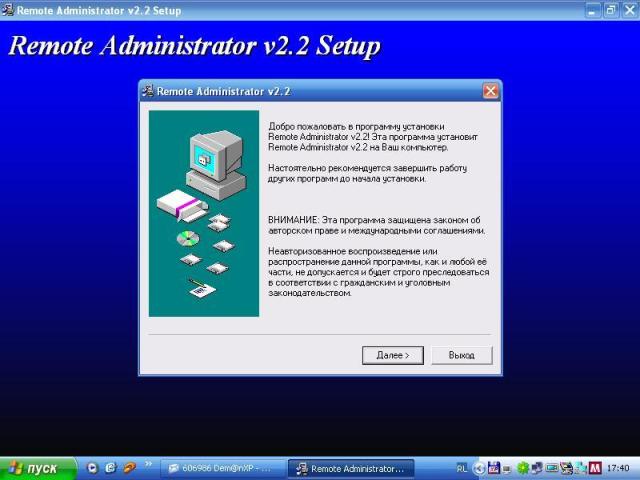 Remote Administrator v2.2 Setup
Remote Administrator v2.2 Setup
Remote Administrator v2.2
Добро пожаловать в программу установки
Remote Administrator v2.2! Эта программа установит
Remote Administrator v2.2 на Ваш компьютер.
Настоятельно рекомендуется завершить работу
других программ до начала установки.
ВНИМАНИЕ: Эта программа защищена законом об
авторском праве и международными соглашениями.
Неавторизованное воспроизведение или
распространение данной программы, как и любой её
части, не допускается и будет строго преследоваться
в соответствии с гражданским и уголовным
законодательством.
Далее >
Выход
пуск
606986 Dem@nXP - ...
Remote Administrator...
RL
17:40